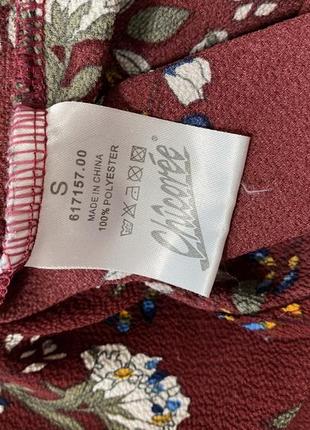 Chicorée
100% POLYESTER
MADE IN CHINA
617157.00
S